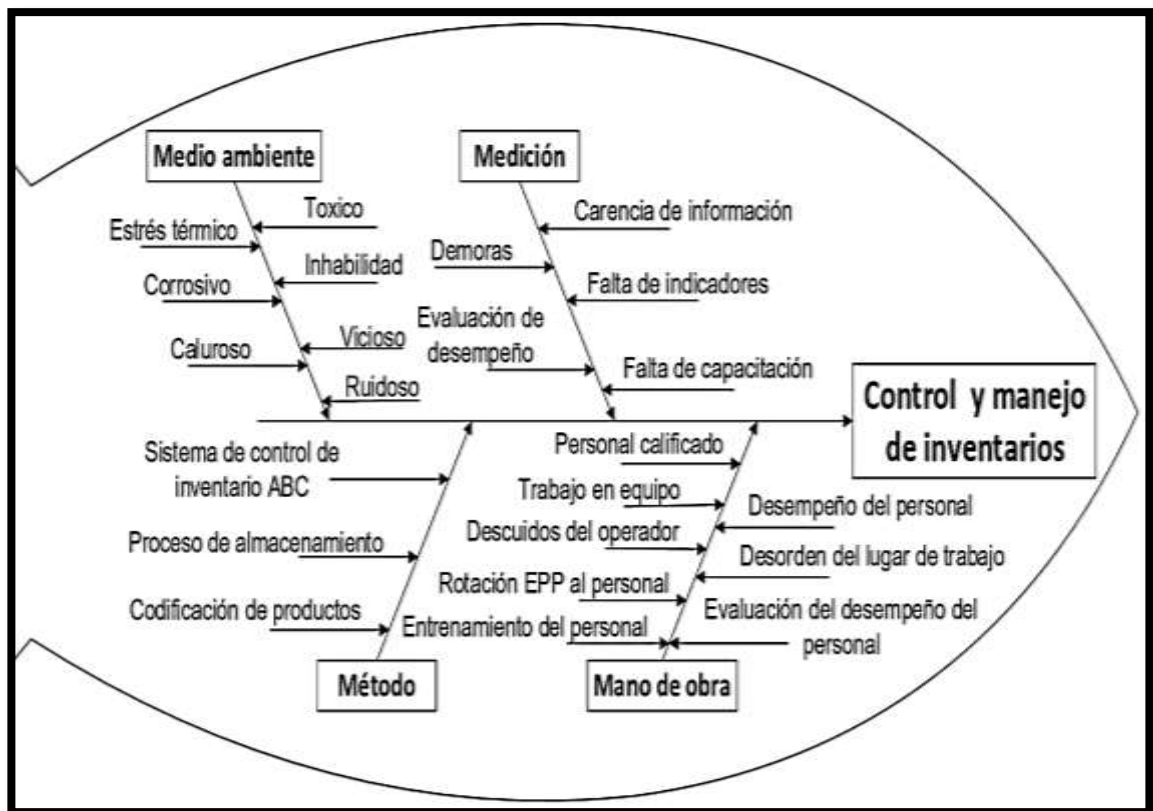 Medio ambiente
Medición
Toxico
Estrés térmico
Inhabilidad
Corrosivo
Vicioso
Caluroso
Ruidoso
Carencia de información
Demoras
Falta de indicadores
Evaluación de
desempeño
Falta de capacitación
Control y manejo
de inventarios
Sistema de control de
inventario ABC
Proceso de almacenamiento
Codificación de productos
Método
Personal calificado
Trabajo en equipo
Desempeño del personal
Descuidos del operador
Desorden del lugar de trabajo
Rotación EPP al personal
Evaluación del desempeño del
personal
Entrenamiento del personal
Mano de obra